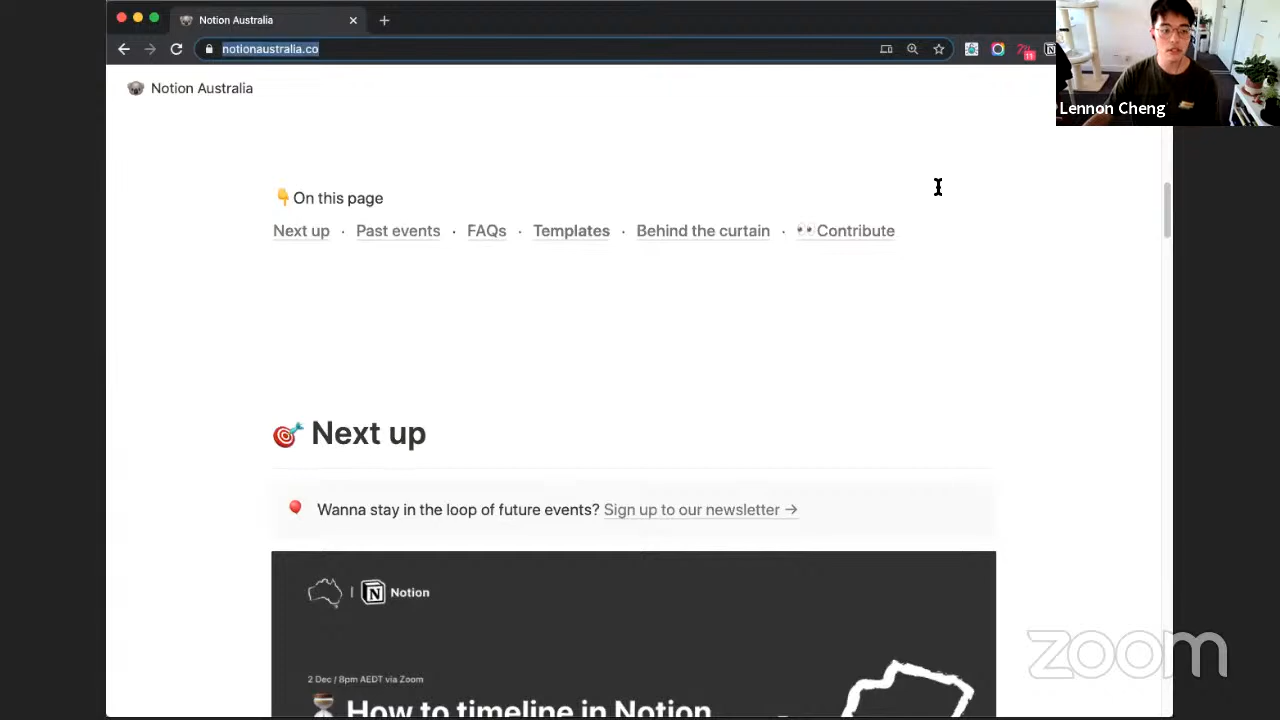 Notion Australia
notionaustralia.co
11
Lennon Cheng
Notion Australia
👇On this page
Next up · Past events · FAQs · Templates · Behind the curtain · 👀Contribute
🎯 Next up
🎈 Wanna stay in the loop of future events? Sign up to our newsletter →
| N Notion
2 Dec / 8pm AEDT via Zoom
⏳ How to timeline in Notion
zoom